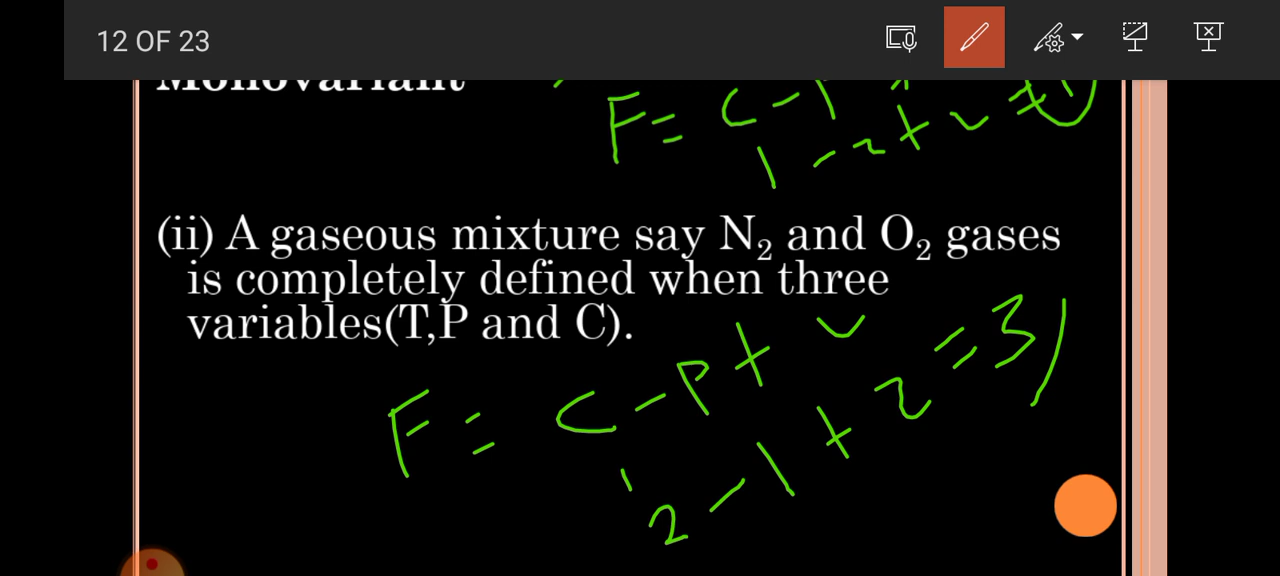 12 OF 23
Monovariant
F = C - P
1 - 2 + 2 = 1
(ii) A gaseous mixture say N₂ and O₂ gases
is completely defined when three
variables(T,P and C).
F = C - P + 2
2 - 1 + 2 = 3